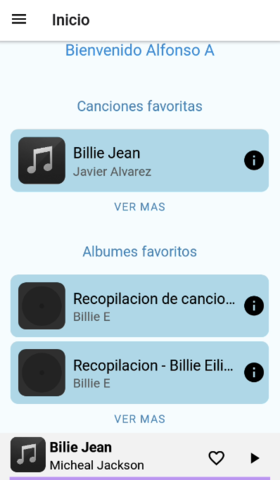 Inicio
Bienvenido Alfonso A
Canciones favoritas
Billie Jean
Javier Alvarez
VER MAS
Albumes favoritos
Recopilacion de cancio...
Billie E
Recopilacion - Billie Eili...
Billie E
VER MAS
Bilie Jean
Micheal Jackson